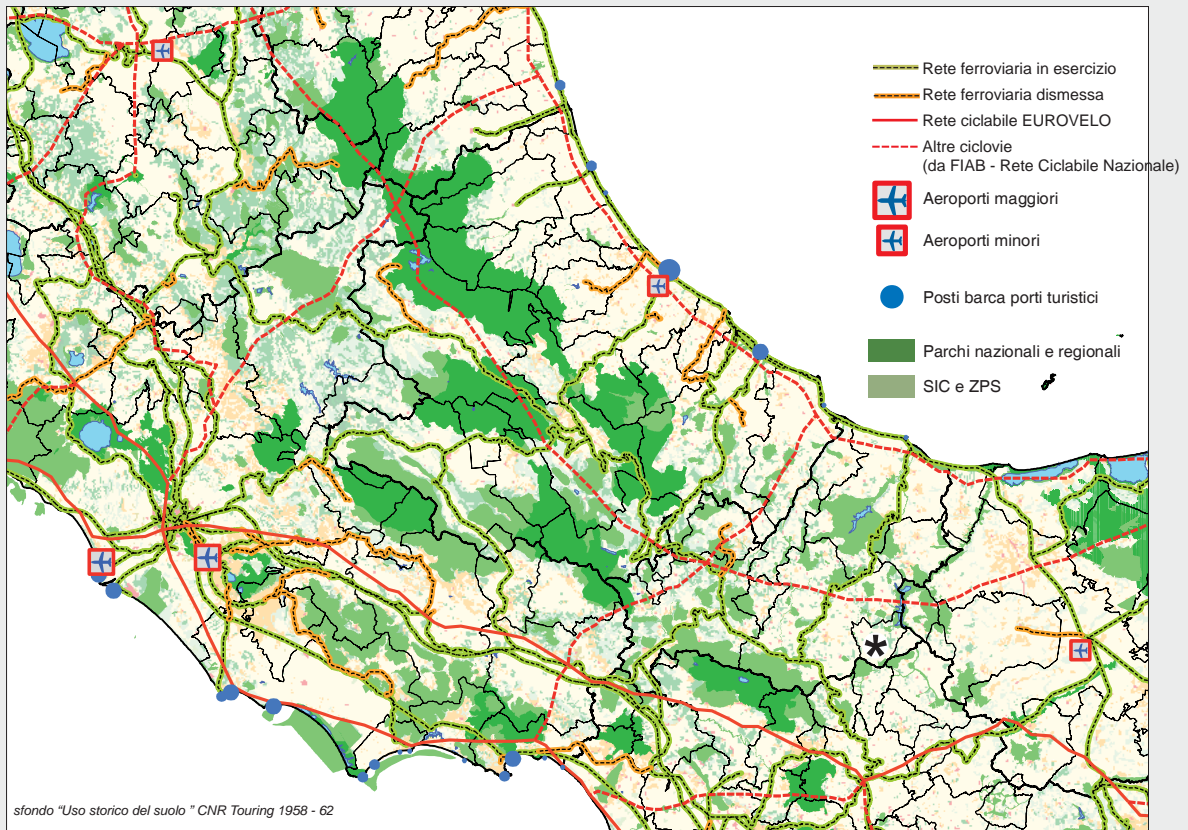 Rete ferroviaria in esercizio
Rete ferroviaria dismessa
Rete ciclabile EUROVELO
Altre ciclovie
(da FIAB - Rete Ciclabile Nazionale)
Aeroporti maggiori
Aeroporti minori
Posti barca porti turistici
Parchi nazionali e regionali
SIC e ZPS
*
sfondo "Uso storico del suolo " CNR Touring 1958 - 62